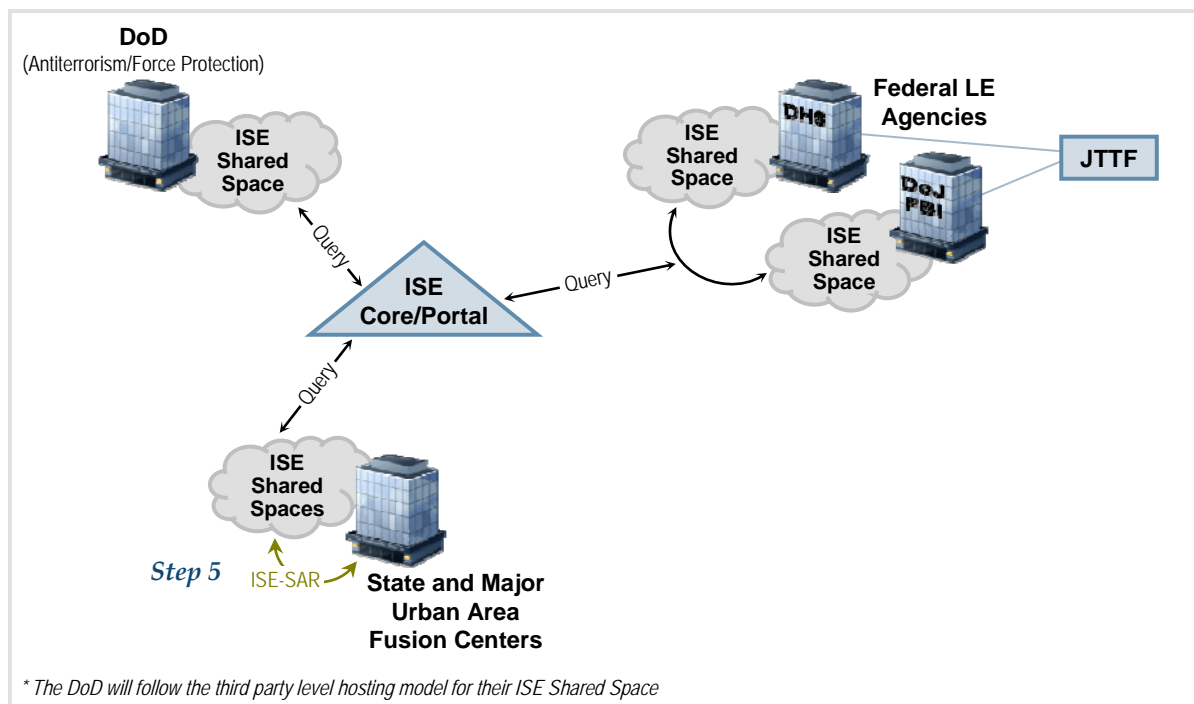 DoD
(Antiterrorism/Force Protection)
ISE
Shared
Space
Federal LE
Agencies
DHS
ISE
Shared
Space
JTTF
DoJ
FBI
ISE
Shared
Space
Query
Query
ISE
Core/Portal
Query
ISE
Shared
Spaces
Step 5
ISE-SAR
State and Major
Urban Area
Fusion Centers
* The DoD will follow the third party level hosting model for their ISE Shared Space